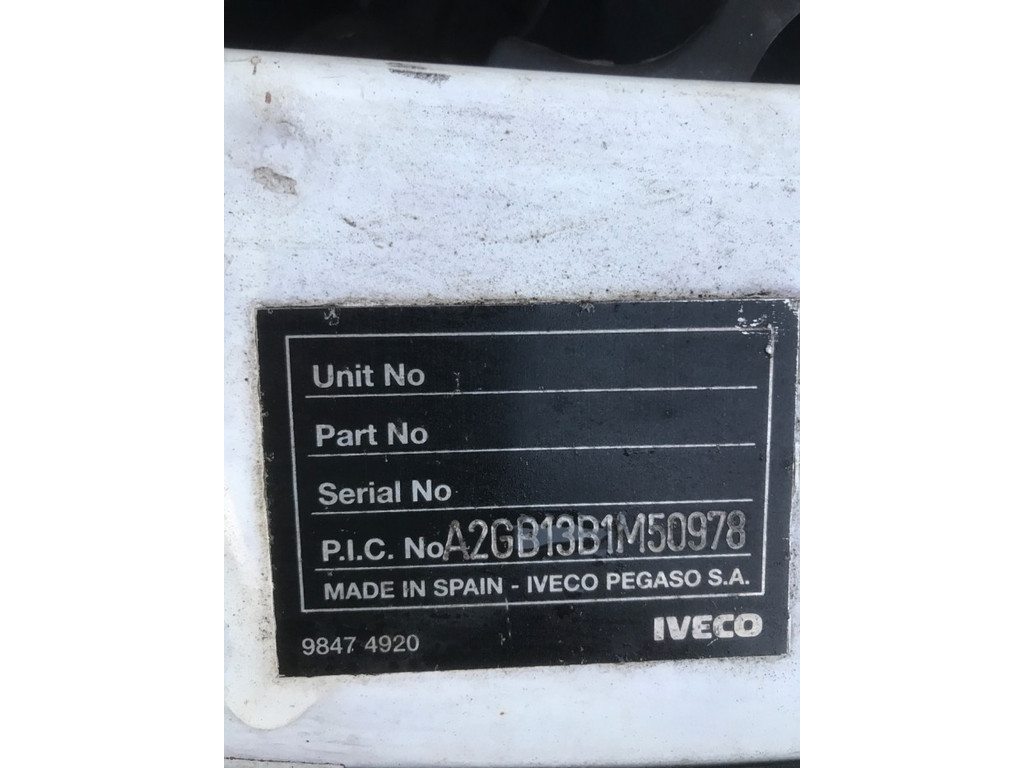 Unit No
Part No
Serial No
P.I.C. No A2GB13B1M50978
MADE IN SPAIN - IVECO PEGASO S.A.
9847 4920
IVECO